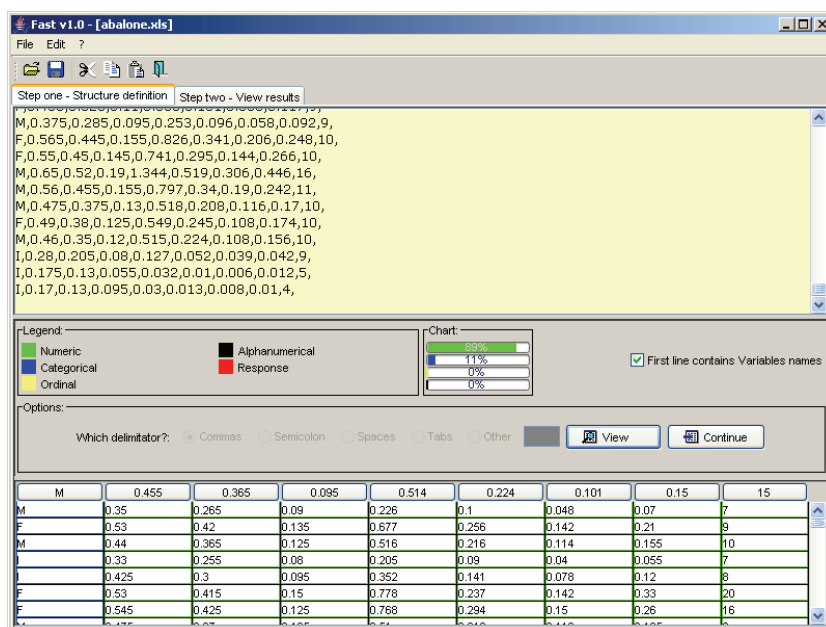 Fast v1.0 - [abalone.xls]
File Edit ?
Step one - Structure definition Step two - View results
M,0.375,0.285,0.095,0.253,0.096,0.058,0.092,9,
F,0.565,0.445,0.155,0.826,0.341,0.206,0.248,10,
F,0.55,0.45,0.145,0.741,0.295,0.144,0.266,10,
M,0.65,0.52,0.19,1.344,0.519,0.306,0.446,16,
M,0.56,0.455,0.155,0.797,0.34,0.19,0.242,11,
M,0.475,0.375,0.13,0.518,0.208,0.116,0.17,10,
F,0.49,0.38,0.125,0.549,0.245,0.108,0.174,10,
M,0.46,0.35,0.12,0.515,0.224,0.108,0.156,10,
I,0.28,0.205,0.08,0.127,0.052,0.039,0.042,9,
I,0.175,0.13,0.055,0.032,0.01,0.006,0.012,5,
I,0.17,0.13,0.095,0.03,0.013,0.008,0.01,4,
Legend:
Numeric Alphanumerical
Categorical Response
Ordinal
Chart:
89%
11%
0%
0%
First line contains Variables names
Options:
Which delimitator?: Commas Semicolon Spaces Tabs Other View Continue
M 0.455 0.365 0.095 0.514 0.224 0.101 0.15 15
M 0.35 0.265 0.09 0.226 0.1 0.048 0.07 7
F 0.53 0.42 0.135 0.677 0.256 0.142 0.21 9
M 0.44 0.365 0.125 0.516 0.216 0.114 0.155 10
I 0.33 0.255 0.08 0.205 0.09 0.04 0.055 7
I 0.425 0.3 0.095 0.352 0.141 0.078 0.12 8
F 0.53 0.415 0.15 0.778 0.237 0.142 0.33 20
F 0.545 0.425 0.125 0.768 0.294 0.15 0.26 16